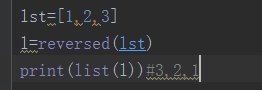 lst=[1,2,3]
l=reversed(lst)
print(list(l))#3,2,1